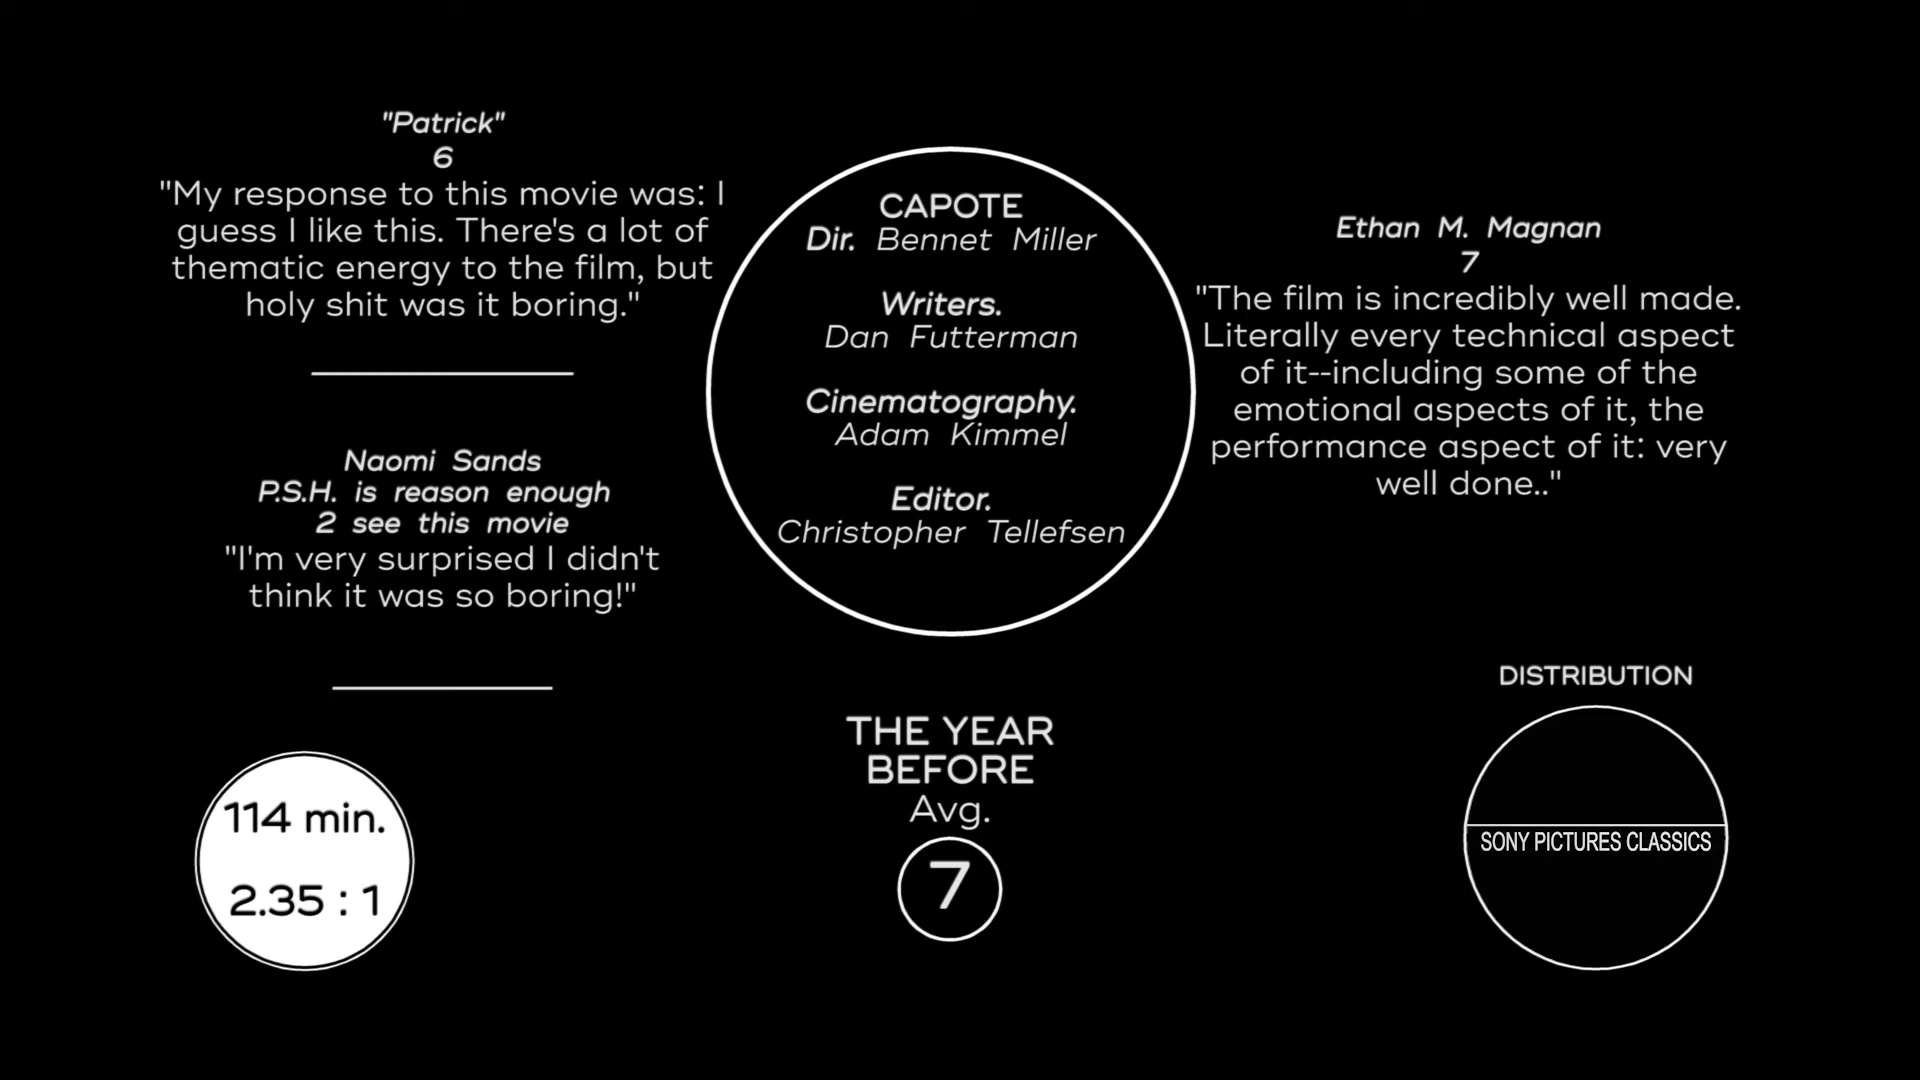 "Patrick"
6
"My response to this movie was: I
guess I like this. There's a lot of
thematic energy to the film, but
holy shit was it boring."
Naomi Sands
P.S.H. is reason enough
2 see this movie
"I'm very surprised I didn't
think it was so boring!"
114 min.
2.35 : 1
CAPOTE
Dir. Bennet Miller
Writers.
Dan Futterman
Cinematography.
Adam Kimmel
Editor.
Christopher Tellefsen
THE YEAR
BEFORE
Avg.
7
Ethan M. Magnan
7
"The film is incredibly well made.
Literally every technical aspect
of it--including some of the
emotional aspects of it, the
performance aspect of it: very
well done.."
DISTRIBUTION
SONY PICTURES CLASSICS